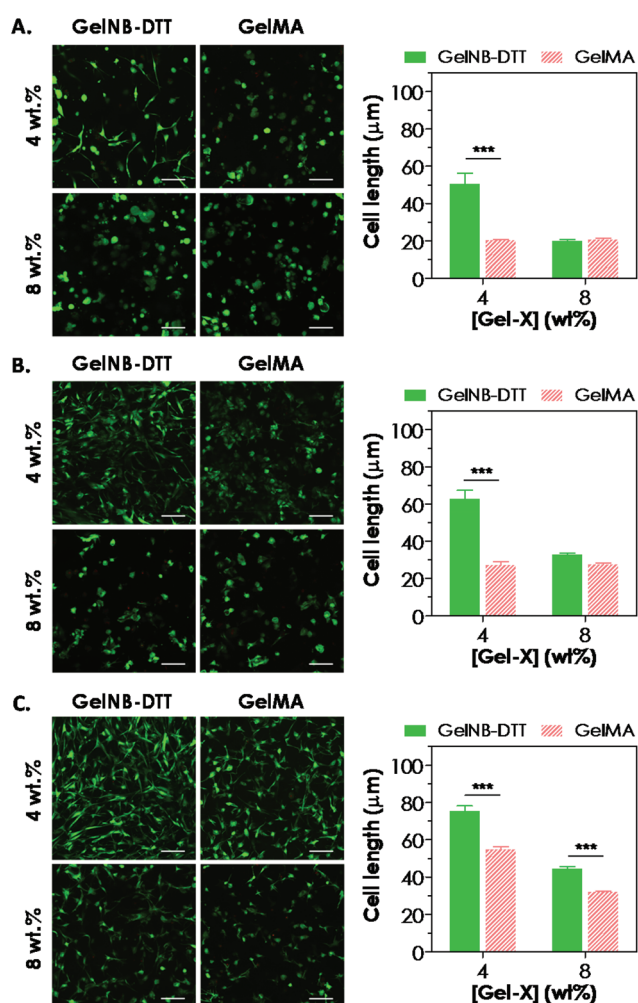 A.
GelNB-DTT GelMA
4 wt.%
8 wt.%
GelNB-DTT GelMA
Cell length (μm)
100
80
60
40
20
0
***
4 8
[Gel-X] (wt%)
B.
GelNB-DTT GelMA
4 wt.%
8 wt.%
GelNB-DTT GelMA
Cell length (μm)
100
80
60
40
20
0
***
4 8
[Gel-X] (wt%)
C.
GelNB-DTT GelMA
4 wt.%
8 wt.%
GelNB-DTT GelMA
Cell length (μm)
100
80
60
40
20
0
***
***
4 8
[Gel-X] (wt%)